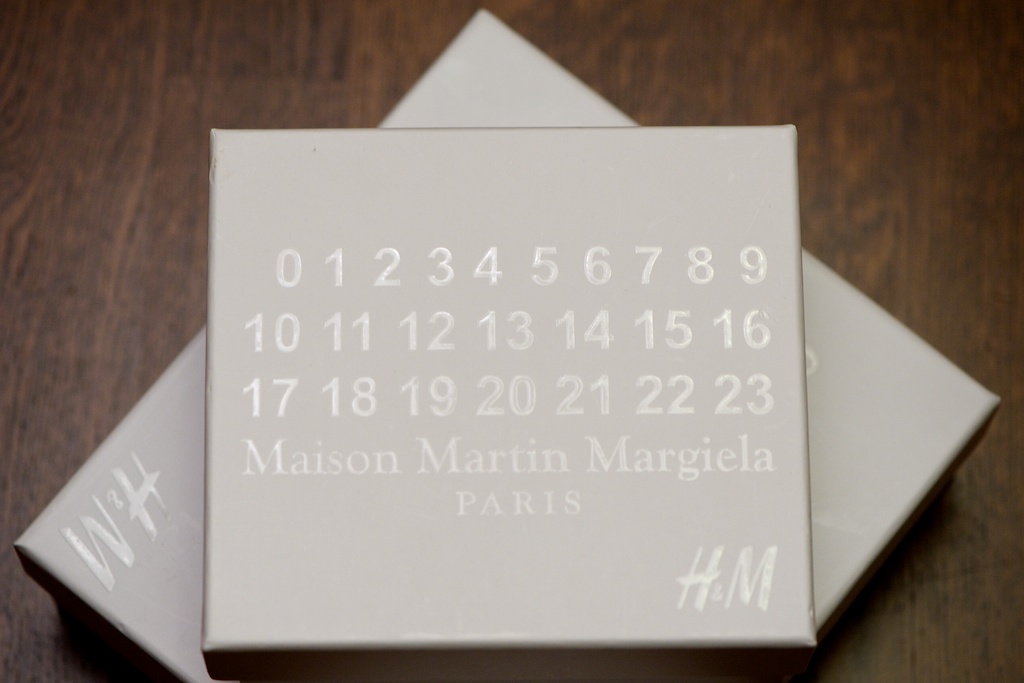 0 1 2 3 4 5 6 7 8 9
10 11 12 13 14 15 16
17 18 19 20 21 22 23
Maison Martin Margiela
PARIS
H&M
H&M